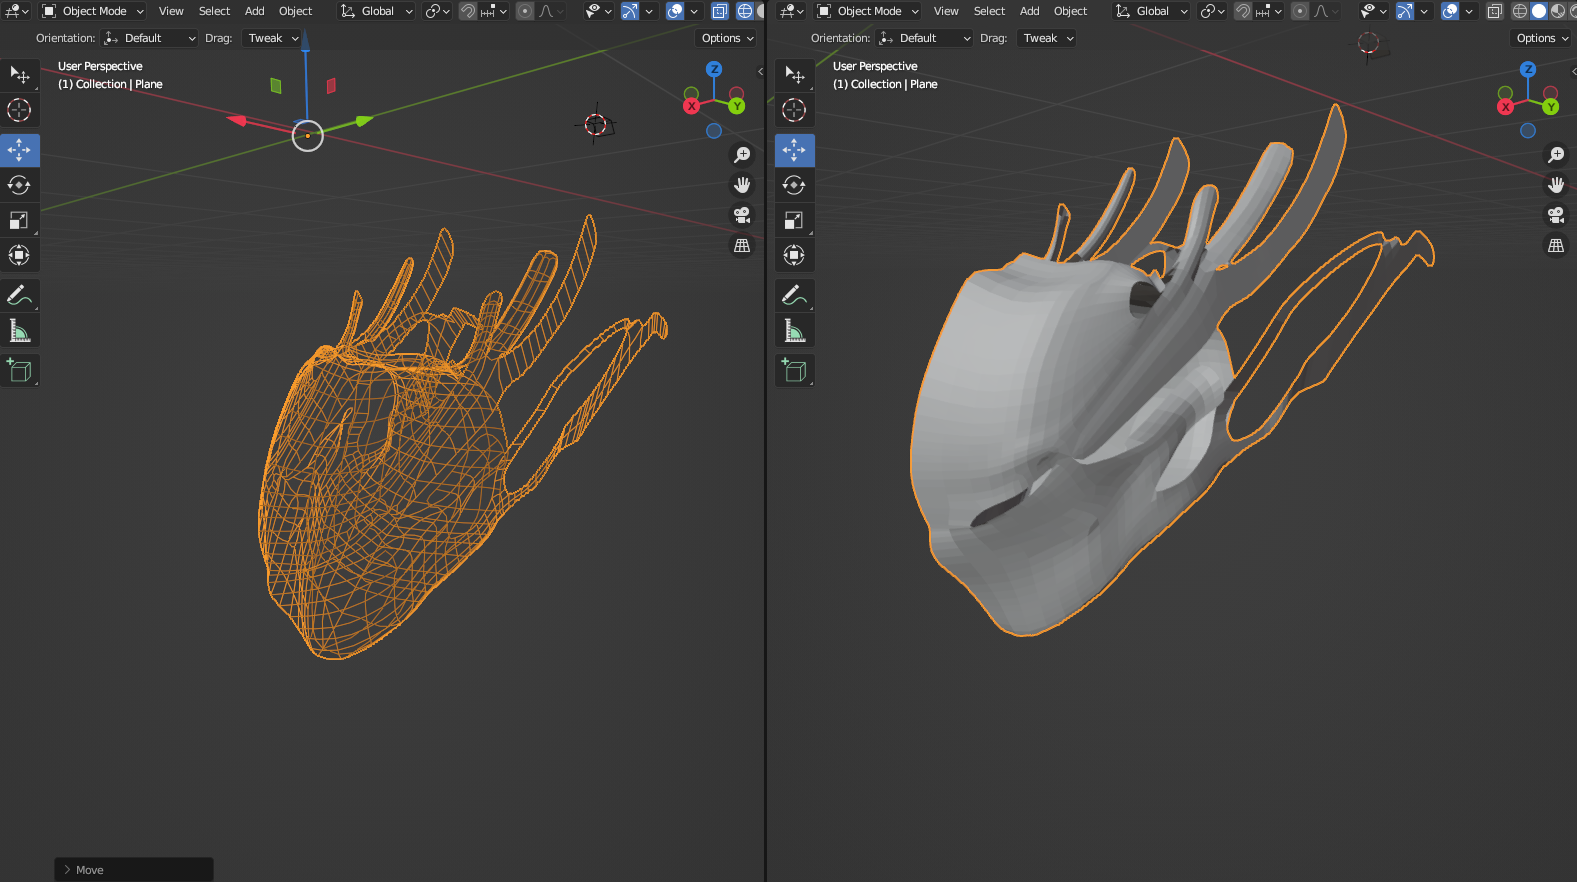 Object Mode View Select Add Object Global
Orientation: Default Drag: Tweak Options
User Perspective
(1) Collection | Plane
Z
X Y
Move
Object Mode View Select Add Object Global
Orientation: Default Drag: Tweak Options
User Perspective
(1) Collection | Plane
Z
X Y